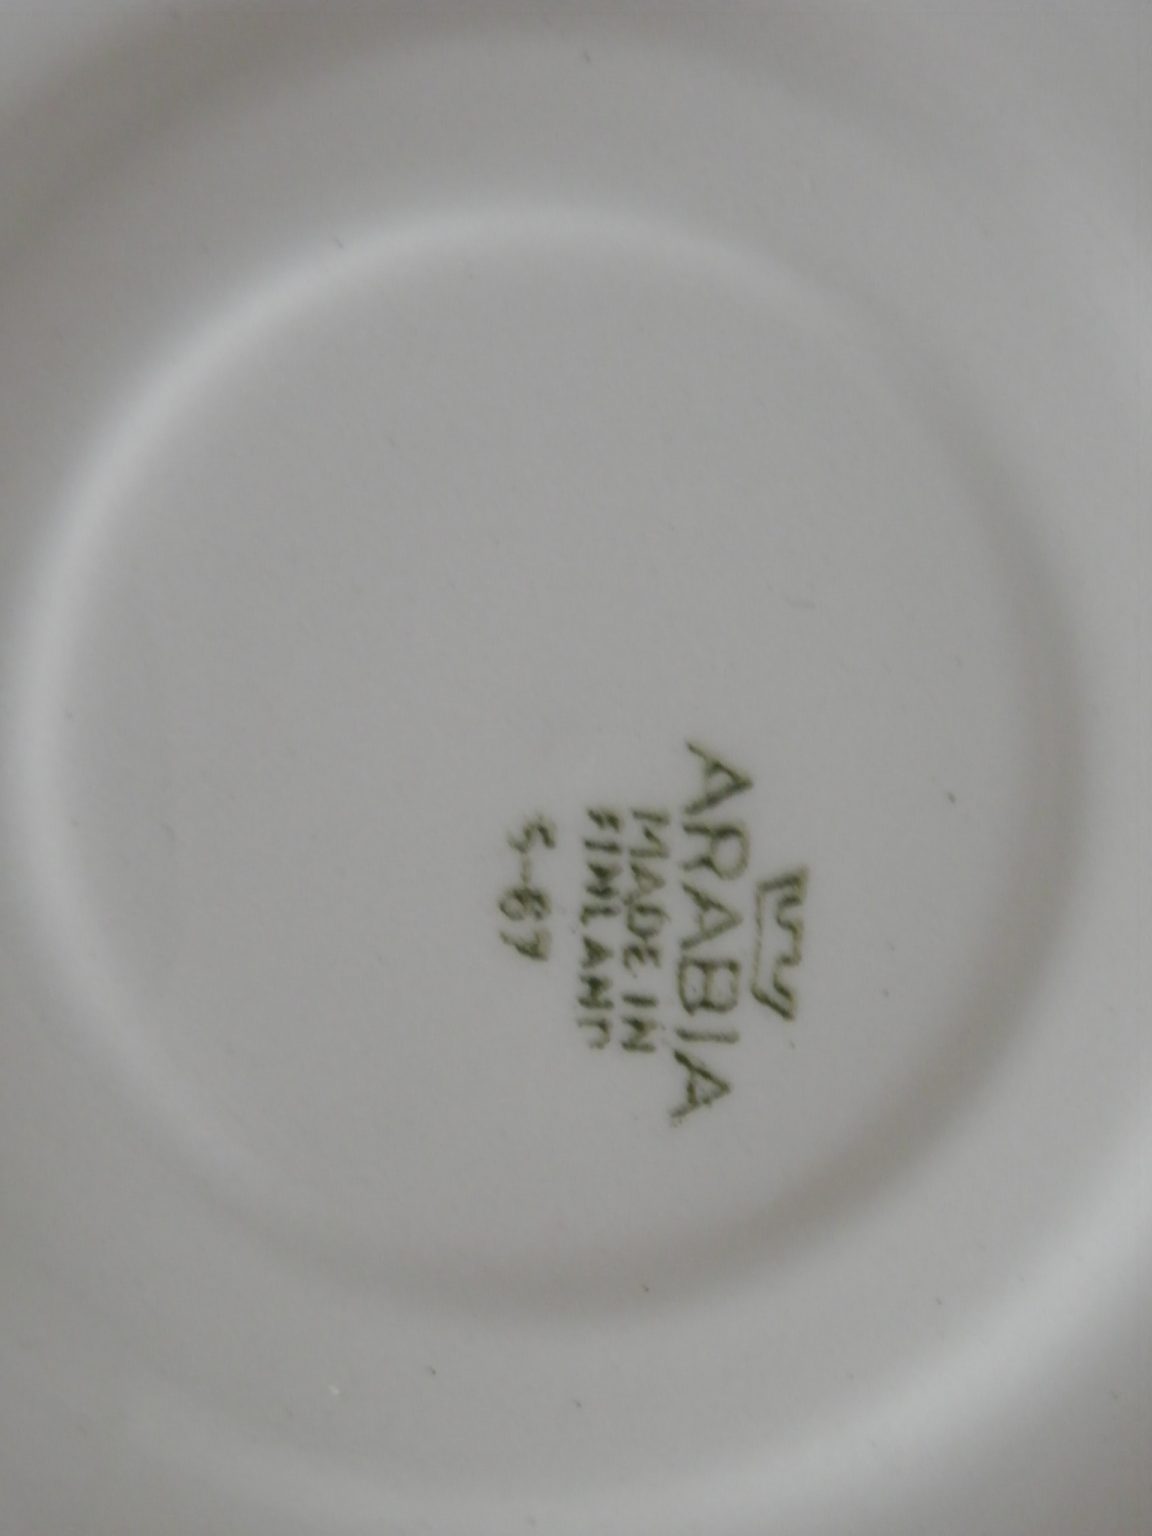 ARABIA
MADE IN
FINLAND
5-67